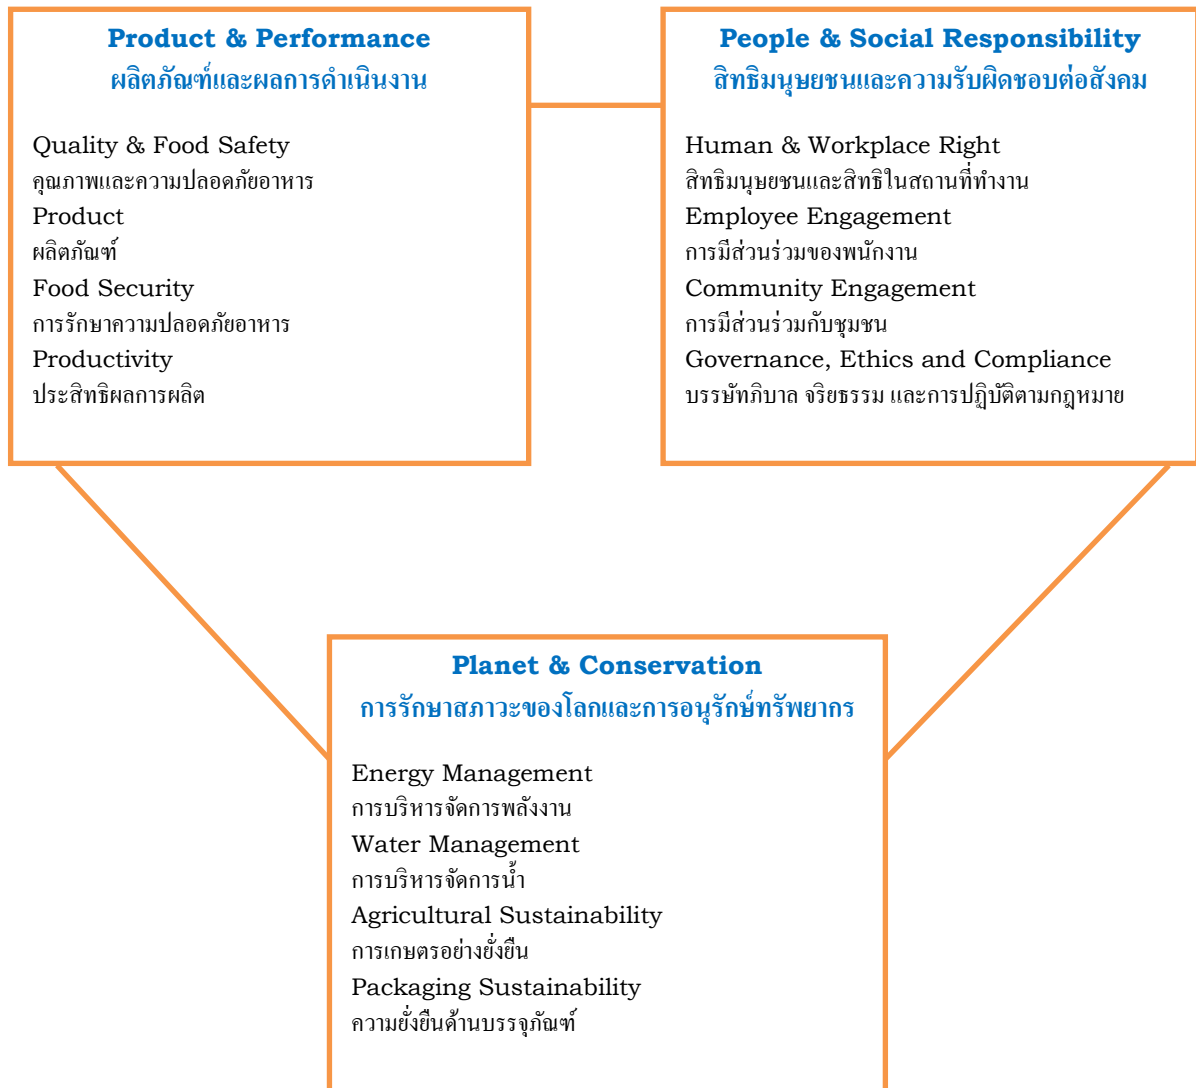 Product & Performance
ผลิตภัณฑ์และผลการดำเนินงาน
Quality & Food Safety
คุณภาพและความปลอดภัยอาหาร
Product
ผลิตภัณฑ์
Food Security
การรักษาความปลอดภัยอาหาร
Productivity
ประสิทธิผลการผลิต
People & Social Responsibility
สิทธิมนุษยชนและความรับผิดชอบต่อสังคม
Human & Workplace Right
สิทธิมนุษยชนและสิทธิในสถานที่ทำงาน
Employee Engagement
การมีส่วนร่วมของพนักงาน
Community Engagement
การมีส่วนร่วมกับชุมชน
Governance, Ethics and Compliance
บรรษัทภิบาล จริยธรรม และการปฏิบัติตามกฎหมาย
Planet & Conservation
การรักษาสภาวะของโลกและการอนุรักษ์ทรัพยากร
Energy Management
การบริหารจัดการพลังงาน
Water Management
การบริหารจัดการน้ำ
Agricultural Sustainability
การเกษตรอย่างยั่งยืน
Packaging Sustainability
ความยั่งยืนด้านบรรจุภัณฑ์